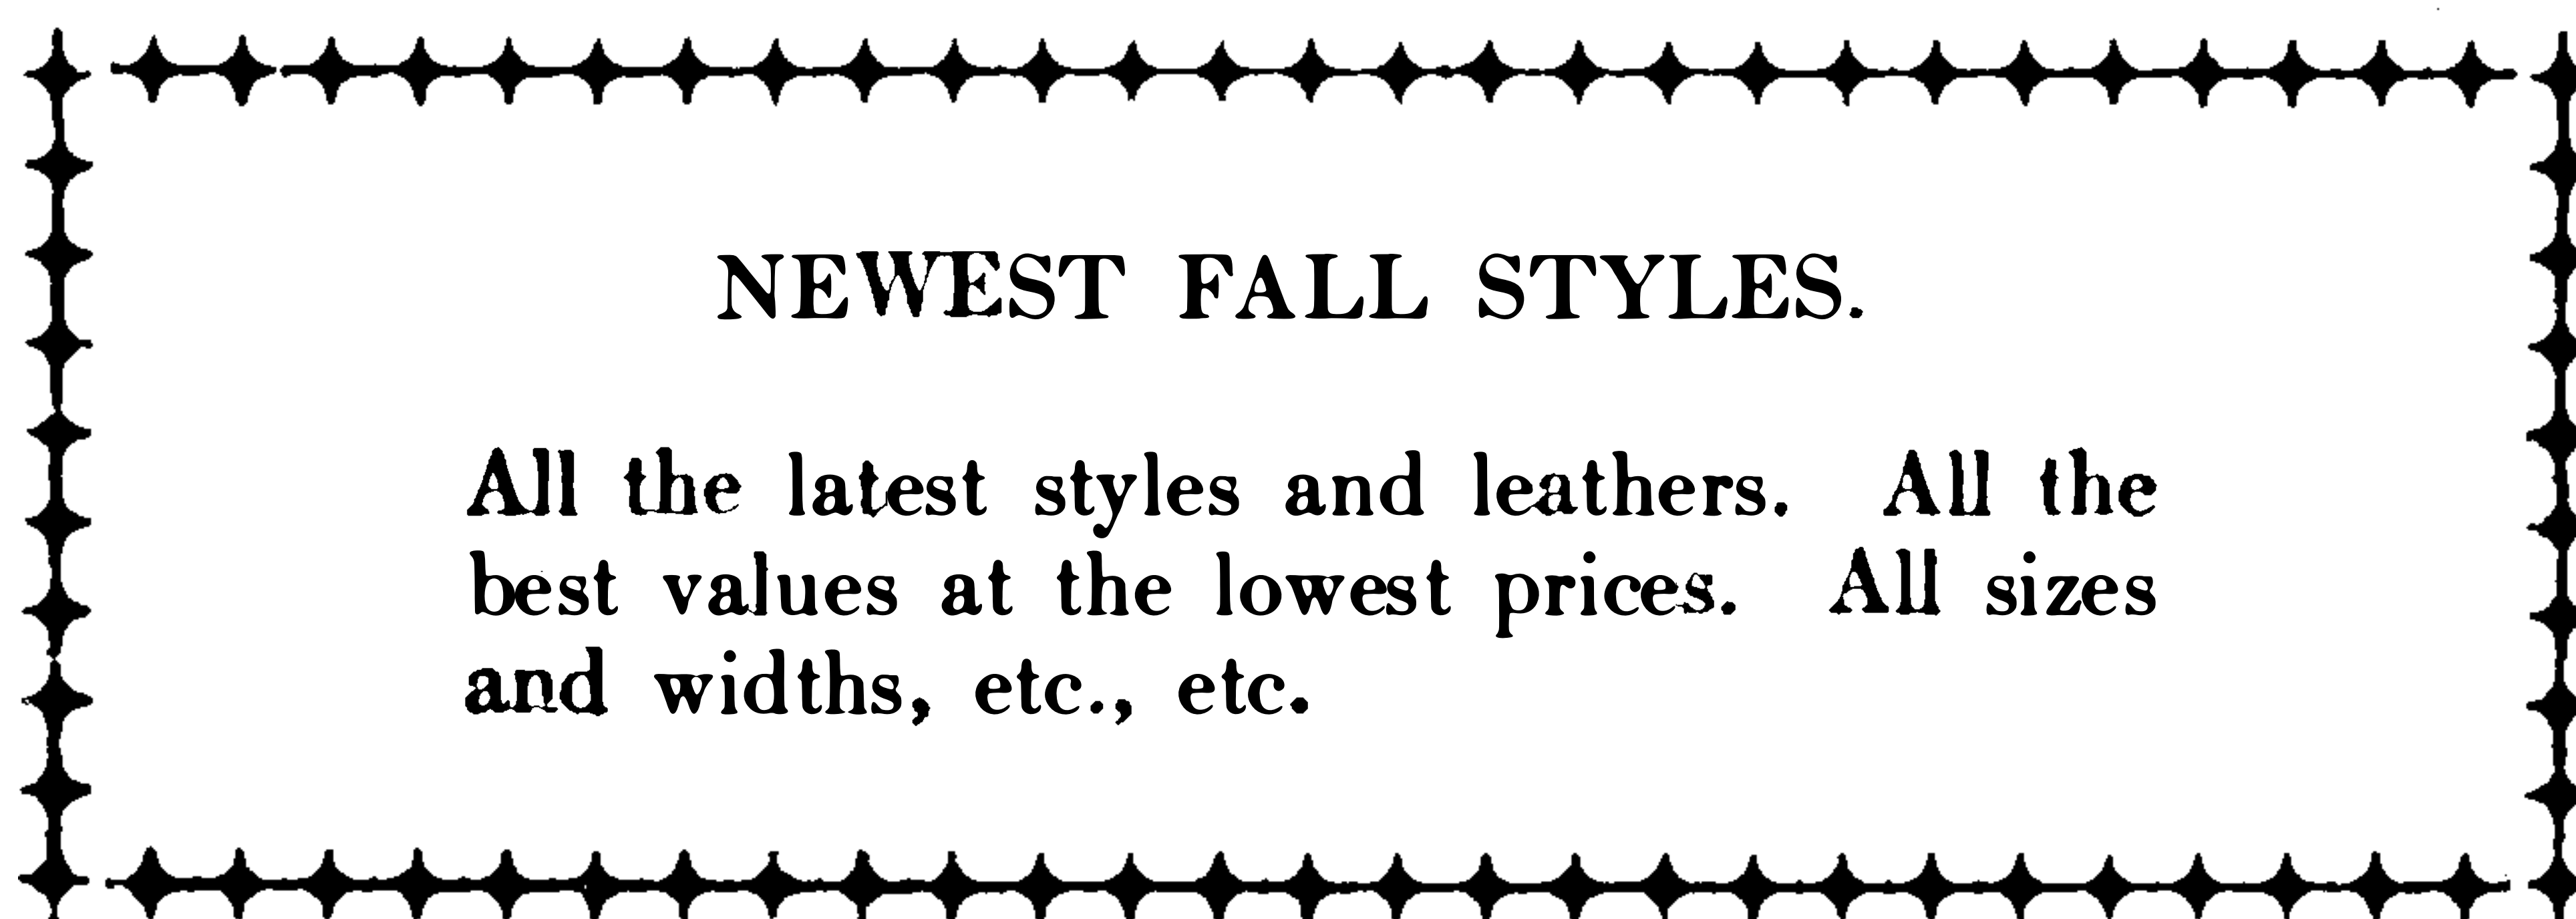 NEWEST FALL STYLES.
All the latest styles and leathers. All the
best values at the lowest prices. All sizes
and widths, etc., etc.